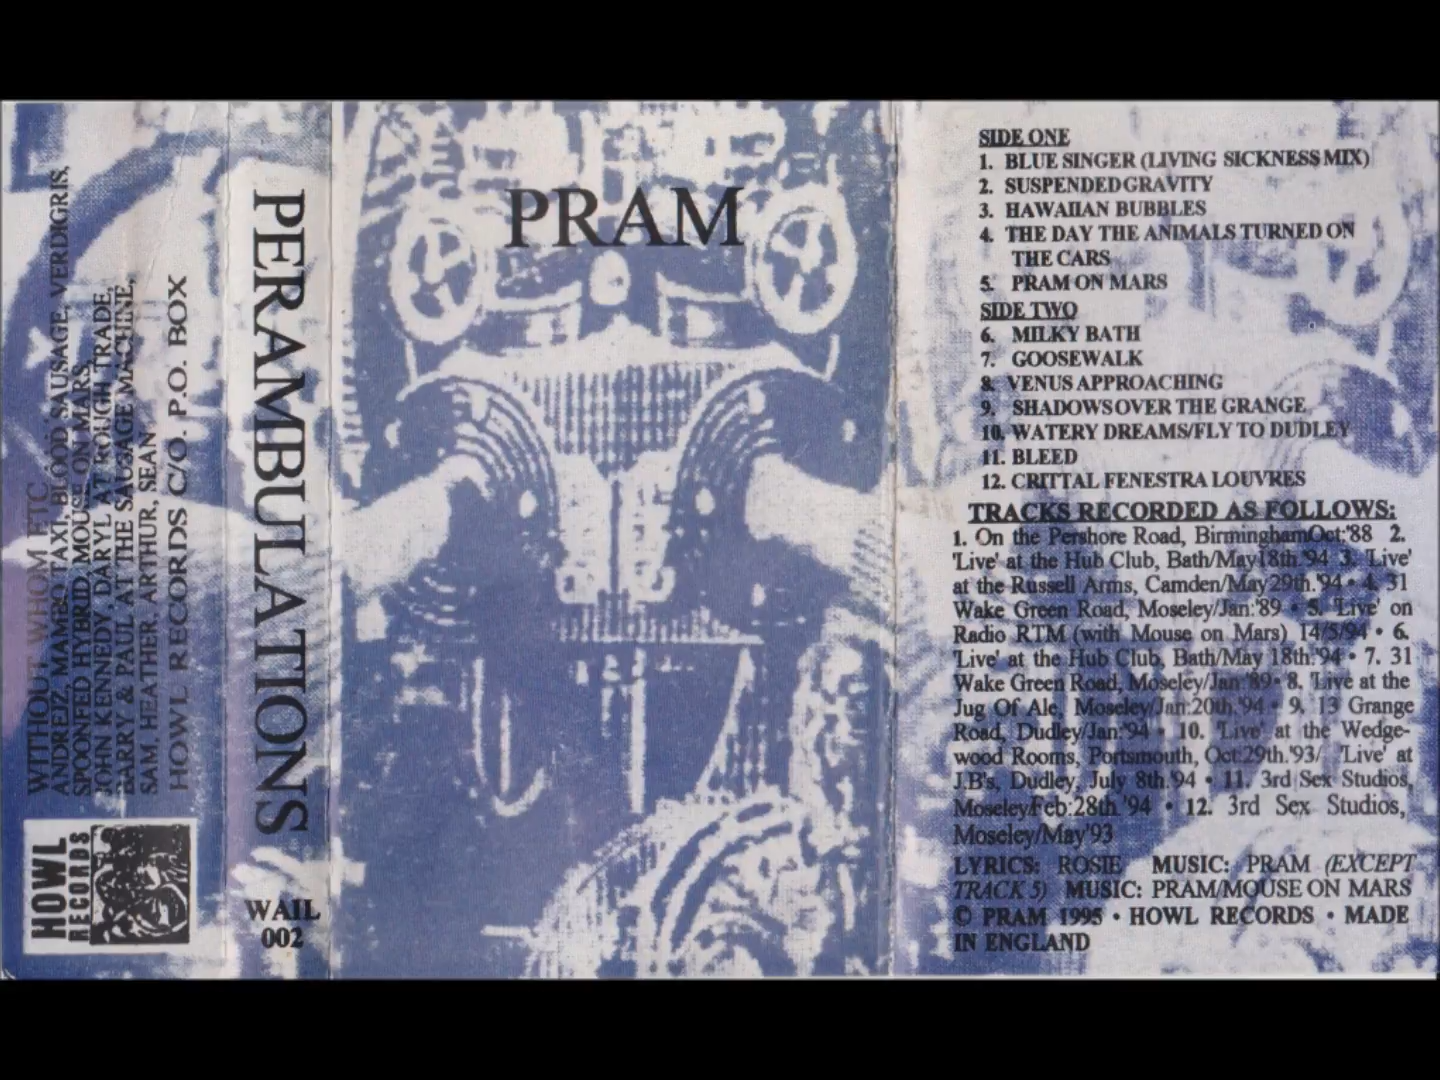 WITHOUT WHOM ETC
ANDREIZ, MAMBO TAXI, BLOOD SAUSAGE, VERDIGRIS,
SPOONFED HYBRID, MOUSE ON MARS,
JOHN KENNEDY, DARYL AT ROUGH TRADE,
BARRY & PAUL AT THE SAUSAGE MACHINE,
SAM, HEATHER, ARTHUR, SEAN
HOWL RECORDS C/O. P.O. BOX
HOWL
RECORDS
PERAMBULATIONS
WAIL
002
PRAM
SIDE ONE
1. BLUE SINGER (LIVING SICKNESS MIX)
2. SUSPENDED GRAVITY
3. HAWAIIAN BUBBLES
4. THE DAY THE ANIMALS TURNED ON
THE CARS
5. PRAM ON MARS
SIDE TWO
6. MILKY BATH
7. GOOSEWALK
8. VENUS APPROACHING
9. SHADOWS OVER THE GRANGE
10. WATERY DREAMS/FLY TO DUDLEY
11. BLEED
12. CRITTAL FENESTRA LOUVRES
TRACKS RECORDED AS FOLLOWS:
1. On the Pershore Road, Birmingham Oct:'88 2.
'Live' at the Hub Club, Bath/May18th.'94 3. 'Live'
at the Russell Arms, Camden/May29th.'94 • 4. 31
Wake Green Road, Moseley/Jan:'89 • 5. 'Live' on
Radio RTM (with Mouse on Mars) 14/5/94 • 6.
'Live' at the Hub Club, Bath/May 18th.'94 • 7. 31
Wake Green Road, Moseley/Jan '89 • 8. 'Live at the
Jug Of Ale, Moseley/Jan:20th.'94 • 9. 13 Grange
Road, Dudley/Jan:'94 • 10. 'Live' at the Wedge-
wood Rooms, Portsmouth, Oct:29th.'93/ 'Live' at
J.B's, Dudley, July 8th.'94 • 11. 3rd Sex Studios,
Moseley/Feb:28th.'94 • 12. 3rd Sex Studios,
Moseley/May'93
LYRICS: ROSIE MUSIC: PRAM (EXCEPT
TRACK 5) MUSIC: PRAM/MOUSE ON MARS
© PRAM 1995 • HOWL RECORDS • MADE
IN ENGLAND